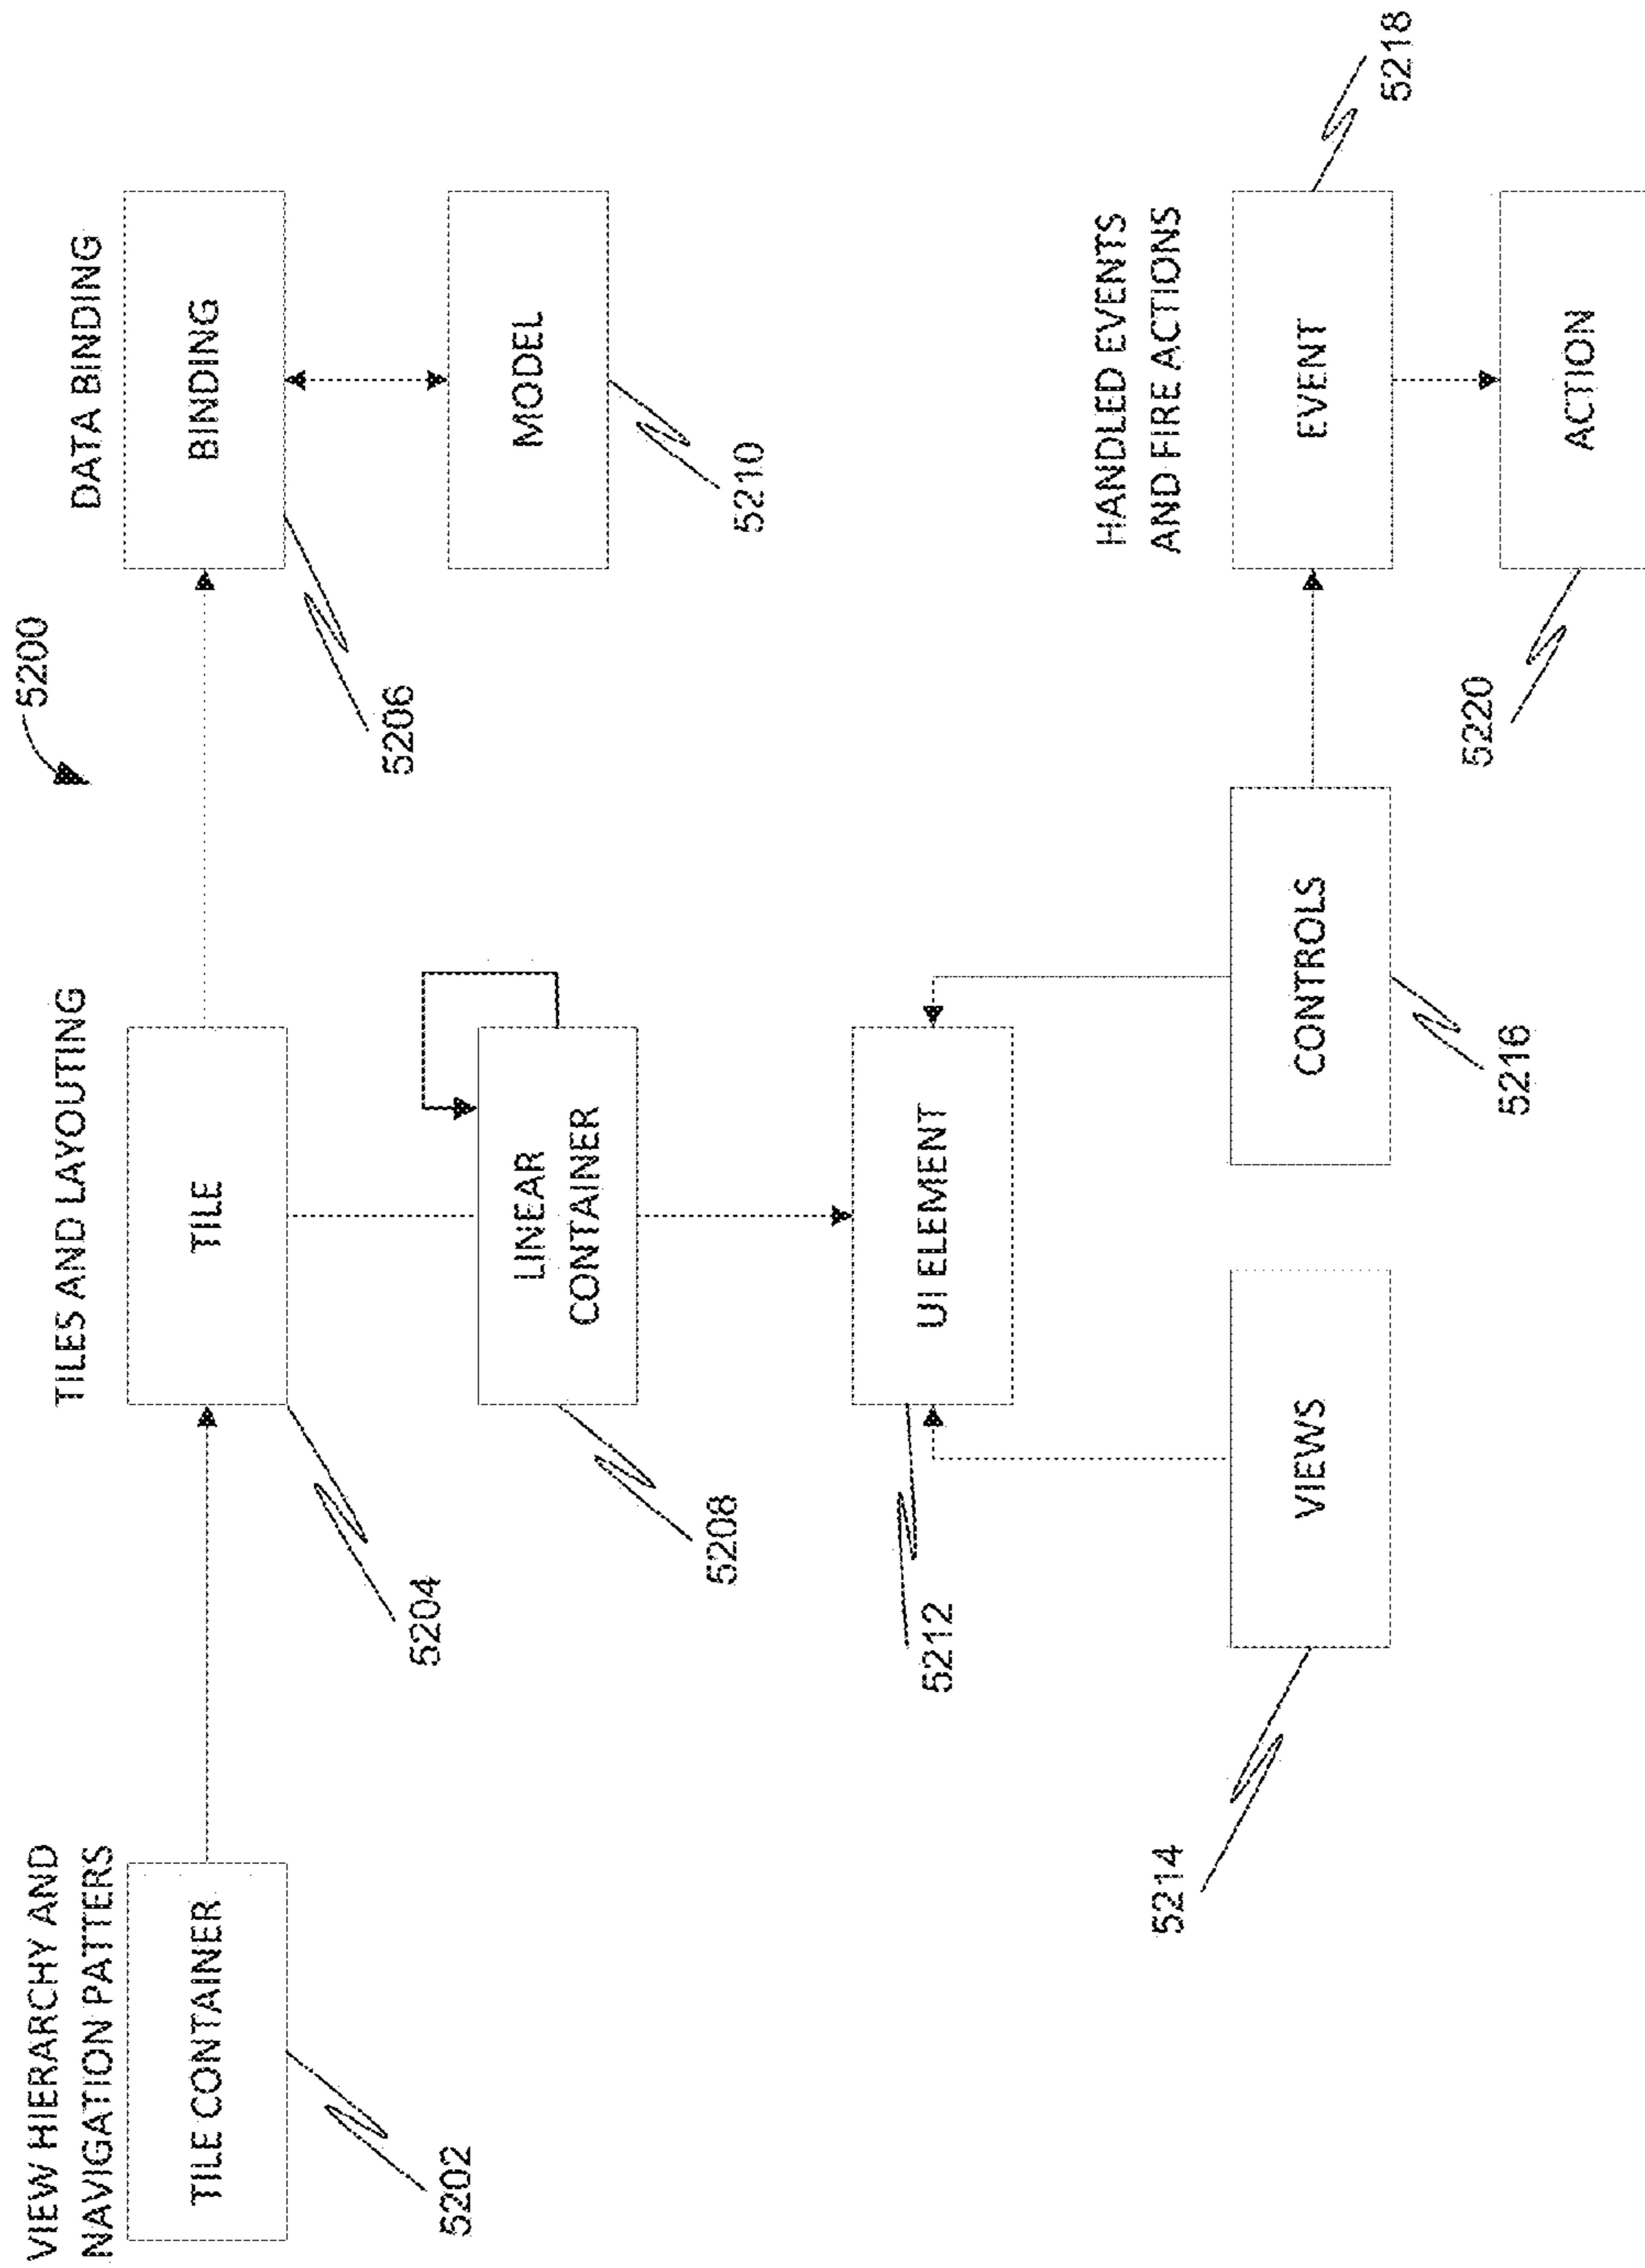 5200
VIEW HIERARCHY AND
NAVIGATION PATTERS
TILES AND LAYOUTING
DATA BINDING
TILE CONTAINER
TILE
BINDING
5202
5204
5206
LINEAR
CONTAINER
MODEL
5208
5210
UI ELEMENT
5212
HANDLED EVENTS
AND FIRE ACTIONS
5214
VIEWS
CONTROLS
EVENT
5218
5216
5220
ACTION